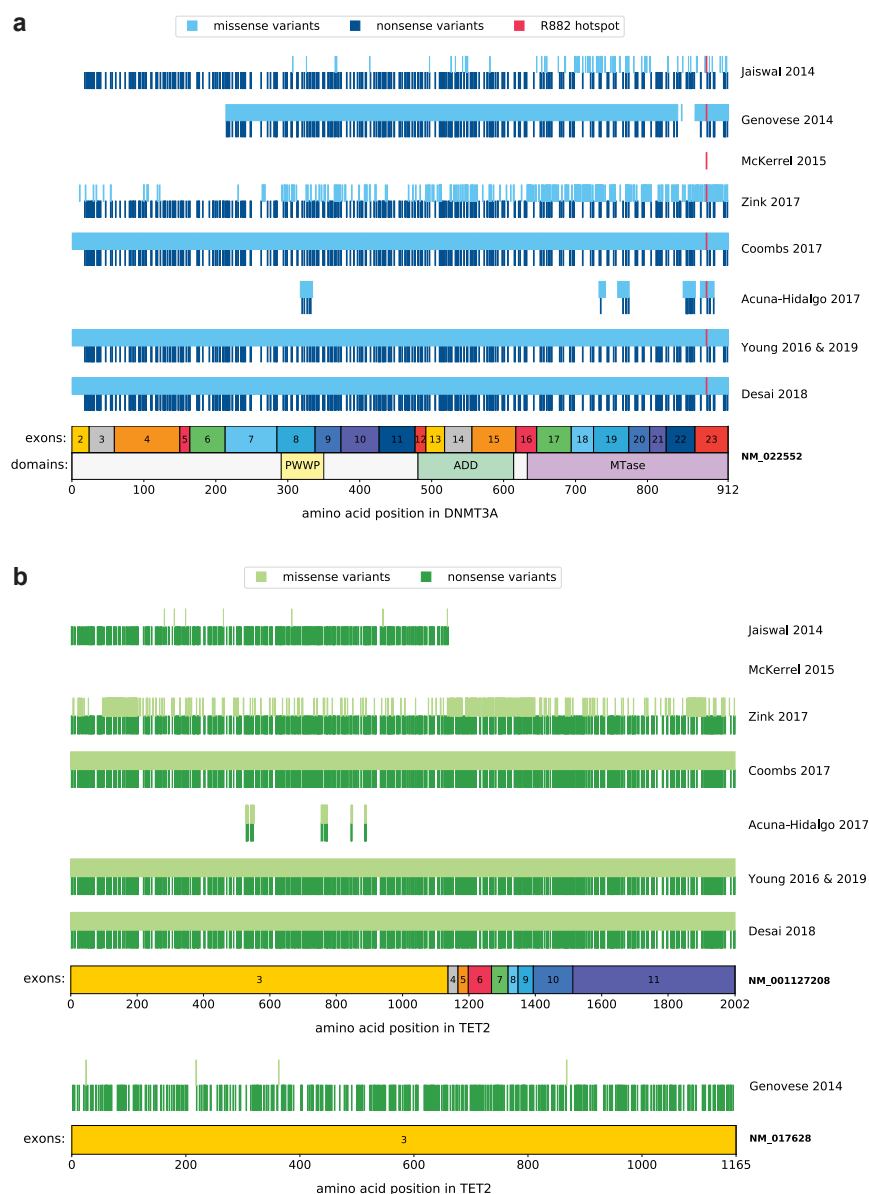 a
missense variants nonsense variants R882 hotspot
Jaiswal 2014
Genovese 2014
McKerrel 2015
Zink 2017
Coombs 2017
Acuna-Hidalgo 2017
Young 2016 & 2019
Desai 2018
exons: 2 3 4 5 6 7 8 9 10 11 12 13 14 15 16 17 18 19 20 21 22 23
NM_022552
domains: PWWP ADD MTase
0 100 200 300 400 500 600 700 800 912
amino acid position in DNMT3A
b
missense variants nonsense variants
Jaiswal 2014
McKerrel 2015
Zink 2017
Coombs 2017
Acuna-Hidalgo 2017
Young 2016 & 2019
Desai 2018
exons: 3 4 5 6 7 8 9 10 11 NM_001127208
0 200 400 600 800 1000 1200 1400 1600 1800 2002
amino acid position in TET2
Genovese 2014
exons: 3 NM_017628
0 200 400 600 800 1000 1165
amino acid position in TET2